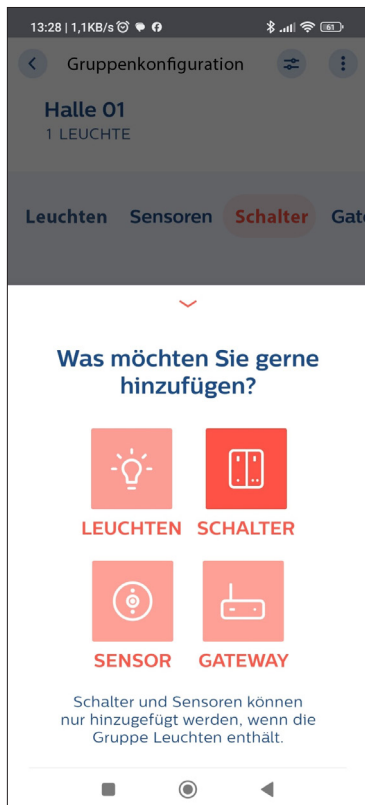 13:28 | 1,1KB/s
61
Gruppenkonfiguration
Halle 01
1 LEUCHTE
Leuchten Sensoren Schalter Gat
Was möchten Sie gerne
hinzufügen?
LEUCHTEN SCHALTER
SENSOR GATEWAY
Schalter und Sensoren können
nur hinzugefügt werden, wenn die
Gruppe Leuchten enthält.